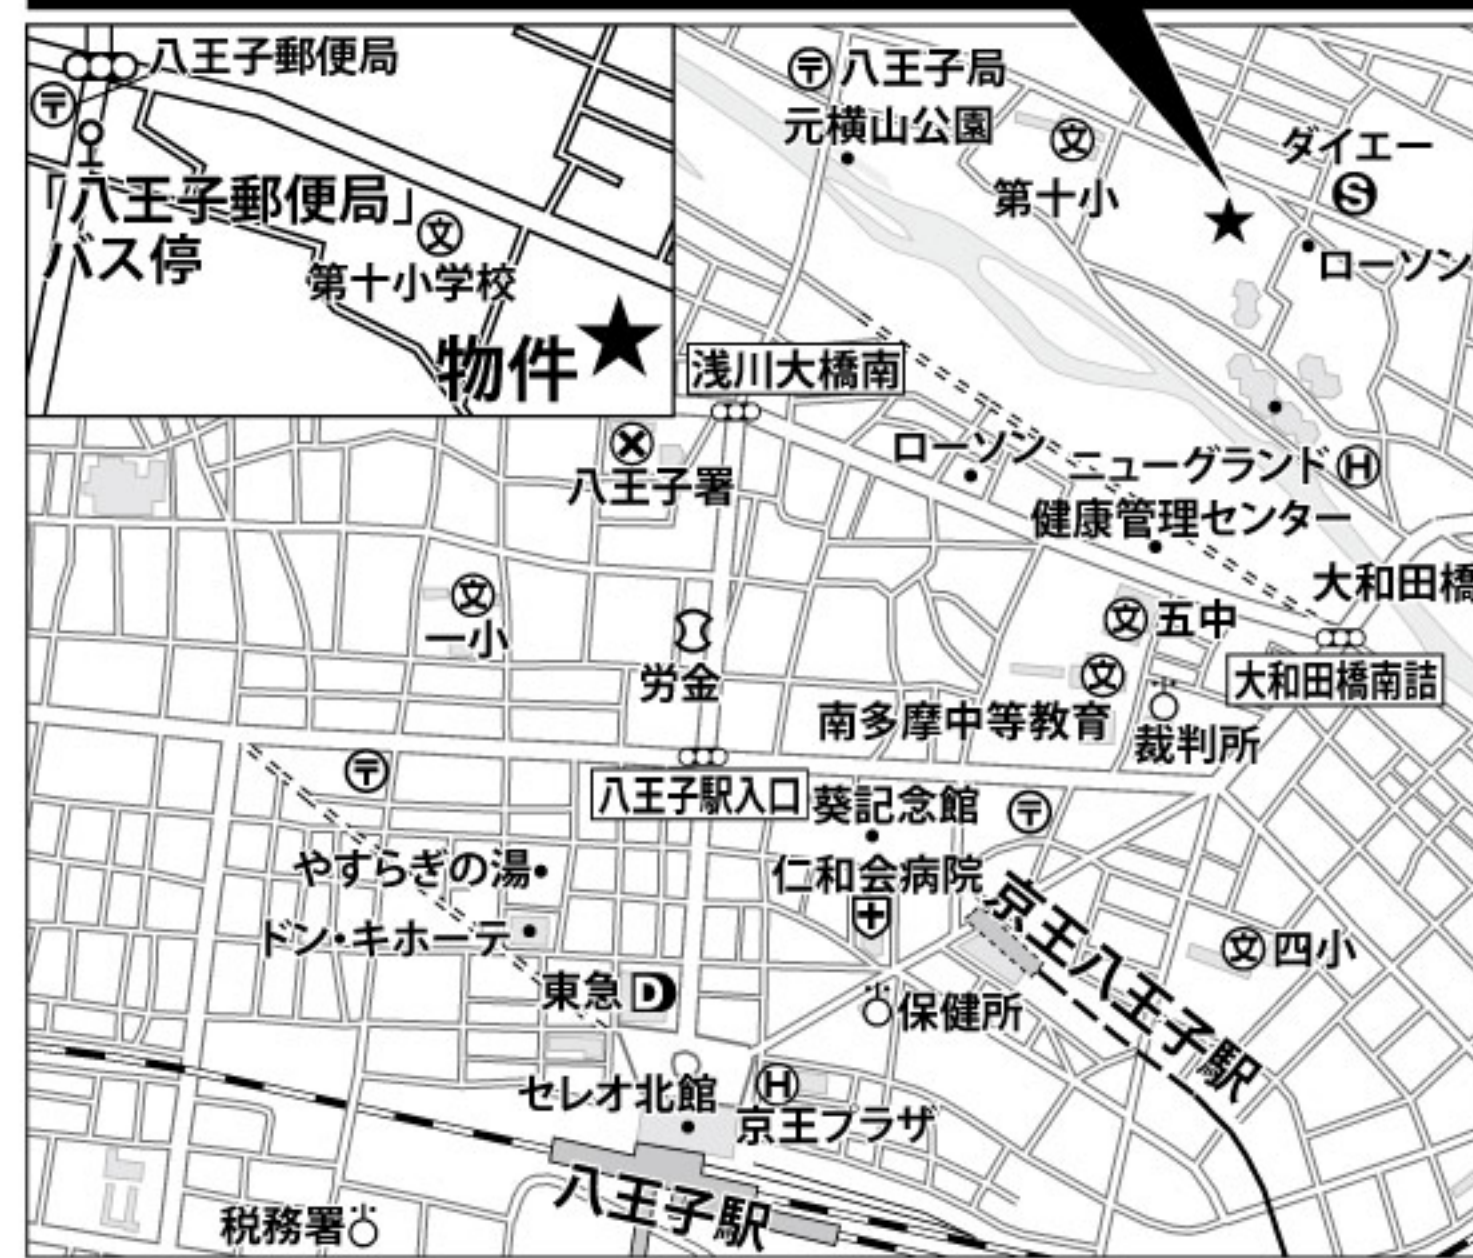 八王子郵便局
〒
「八王子郵便局」
バス停
文
第十小学校
物件
〒八王子局
元横山公園
文
第十小
ダイエー
S
ローソン
浅川大橋南
八王子署
ローソン
ニューグランドH
健康管理センター
大和田橋
文
一小
労金
文五中
文
南多摩中等教育
裁判所
大和田橋南詰
〒
八王子駅入口
葵記念館
〒
やすらぎの湯
仁和会病院
ドン・キホーテ
京王八王子駅
文四小
東急D
保健所
セレオ北館
H
京王プラザ
八王子駅
税務署